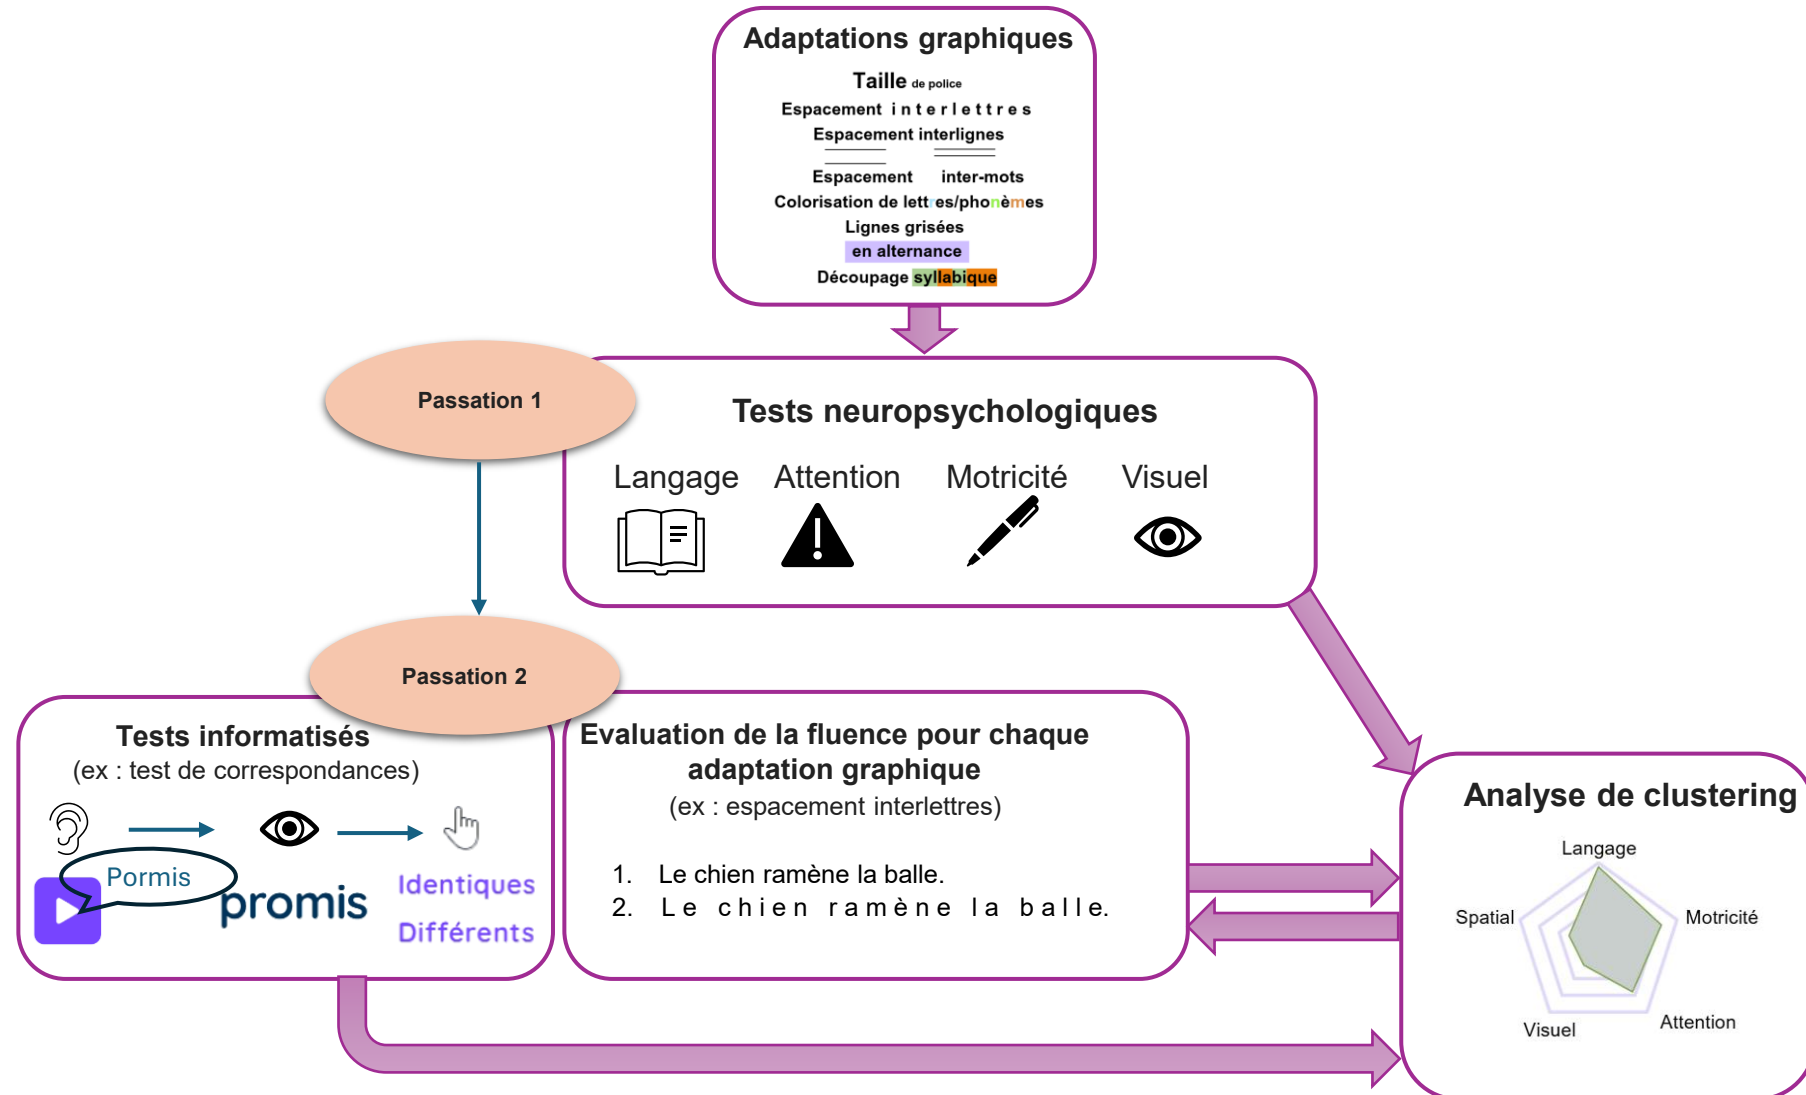 Adaptations graphiques
Taille de police
Espacement i n t e r l e t t r e s
Espacement interlignes
Espacement inter-mots
Colorisation de lettres/phonèmes
Lignes grisées
en alternance
Découpage syllabique
Passation 1
Tests neuropsychologiques
Langage Attention Motricité Visuel
Passation 2
Tests informatisés
(ex : test de correspondances)
Pormis
promis
Identiques
Différents
Evaluation de la fluence pour chaque
adaptation graphique
(ex : espacement interlettres)
1. Le chien ramène la balle.
2. L e c h i e n r a m è n e l a b a l l e.
Analyse de clustering
Langage
Spatial
Motricité
Visuel
Attention